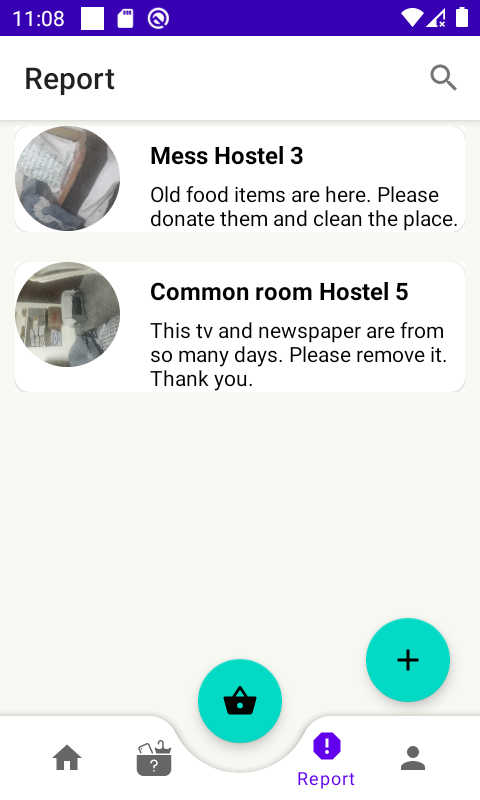 11:08
Report
Mess Hostel 3
Old food items are here. Please
donate them and clean the place.
Common room Hostel 5
This tv and newspaper are from
so many days. Please remove it.
Thank you.
?
Report